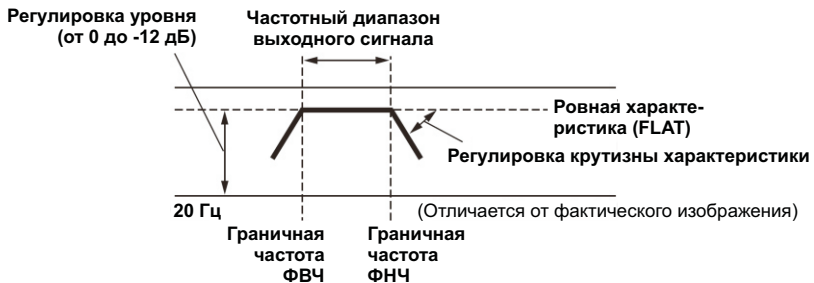 Регулировка уровня
(от 0 до -12 дБ)
Частотный диапазон
выходного сигнала
Ровная характе-
ристика (FLAT)
Регулировка крутизны характеристики
20 Гц
(Отличается от фактического изображения)
Граничная
частота
ФВЧ
Граничная
частота
ФНЧ